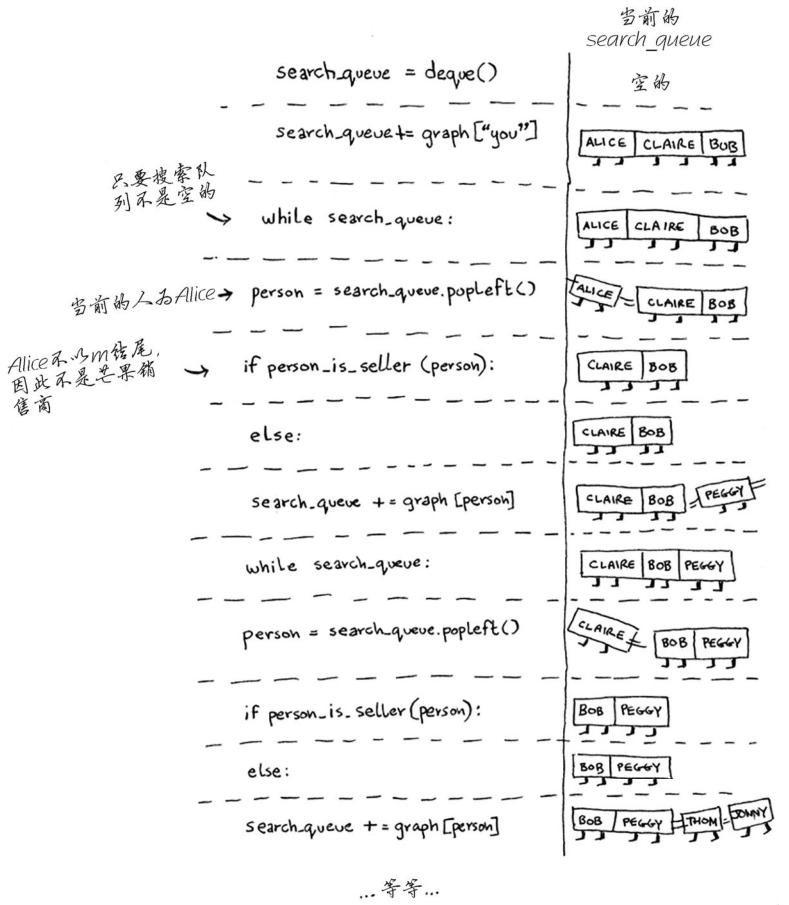 当前的
search_queue
search_queue = deque()
空的
search_queue += graph["you"]
ALICE CLAIRE BOB
只要搜索队
列不是空的
while search_queue:
ALICE CLAIRE BOB
当前的人为Alice
person = search_queue.popleft()
ALICE CLAIRE BOB
Alice不以m结尾,
因此不是芒果销
售商
if person_is_seller (person):
CLAIRE BOB
else:
CLAIRE BOB
search_queue += graph [person]
CLAIRE BOB PEGGY
while search_queue:
CLAIRE BOB PEGGY
person = search_queue.popleft()
CLAIRE BOB PEGGY
if person_is_seller(person):
BOB PEGGY
else:
BOB PEGGY
search_queue += graph[person]
BOB PEGGY THOM JONNY
...等等...